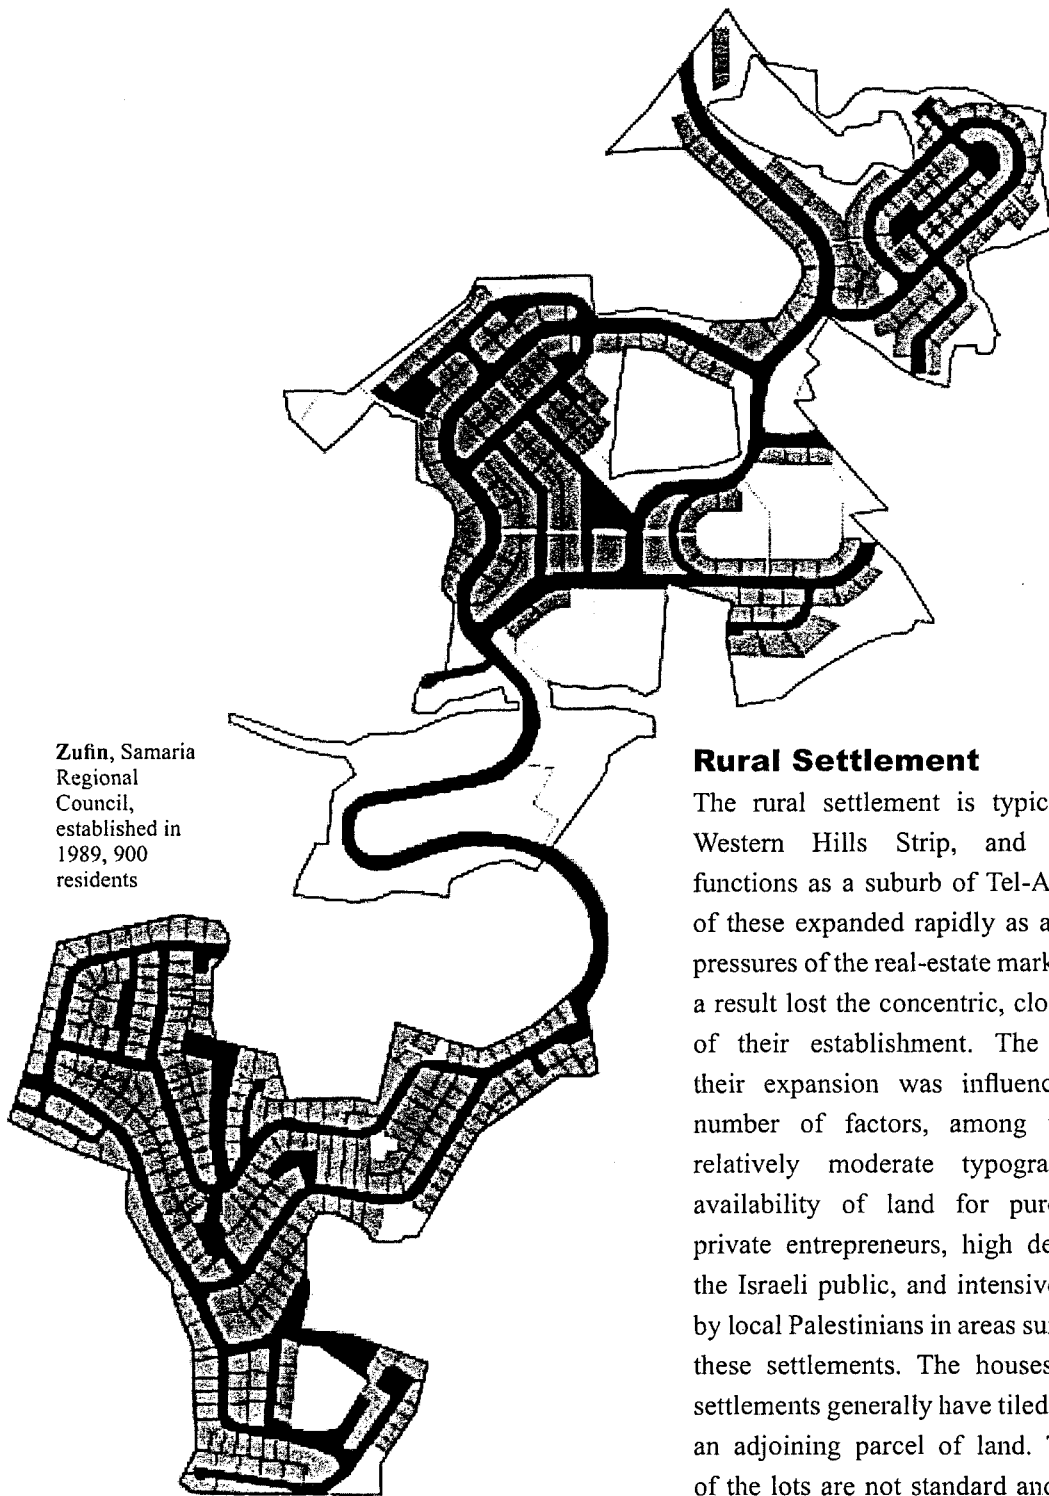 Zufin, Samaria
Regional
Council,
established in
1989, 900
residents
Rural Settlement
The rural settlement is typic
Western Hills Strip, and
functions as a suburb of Tel-A
of these expanded rapidly as a
pressures of the real-estate mark
a result lost the concentric, clo
of their establishment. The
their expansion was influenc
number of factors, among
relatively moderate typogra
availability of land for pur
private entrepreneurs, high de
the Israeli public, and intensiv
by local Palestinians in areas su
these settlements. The houses
settlements generally have tiled
an adjoining parcel of land. T
of the lots are not standard and